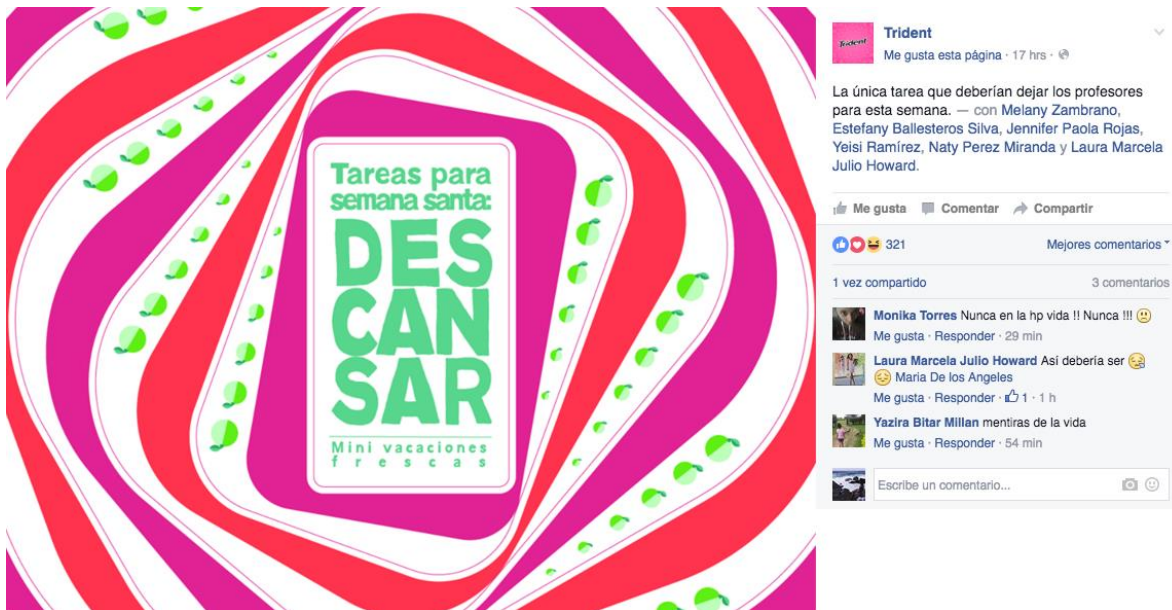 Tareas para
semana santa:
DES
CAN
SAR
Mini vacaciones
frescas
Trident
Trident
Me gusta esta página · 17 hrs ·
La única tarea que deberían dejar los profesores
para esta semana. — con Melany Zambrano,
Estefany Ballesteros Silva, Jennifer Paola Rojas,
Yeisi Ramírez, Naty Perez Miranda y Laura Marcela
Julio Howard.
Me gusta Comentar Compartir
321 Mejores comentarios
1 vez compartido 3 comentarios
Monika Torres Nunca en la hp vida !! Nunca !!!
Me gusta · Responder · 29 min
Laura Marcela Julio Howard Así debería ser
Maria De los Angeles
Me gusta · Responder · 1 · 1 h
Yazira Bitar Millan mentiras de la vida
Me gusta · Responder · 54 min
Escribe un comentario...